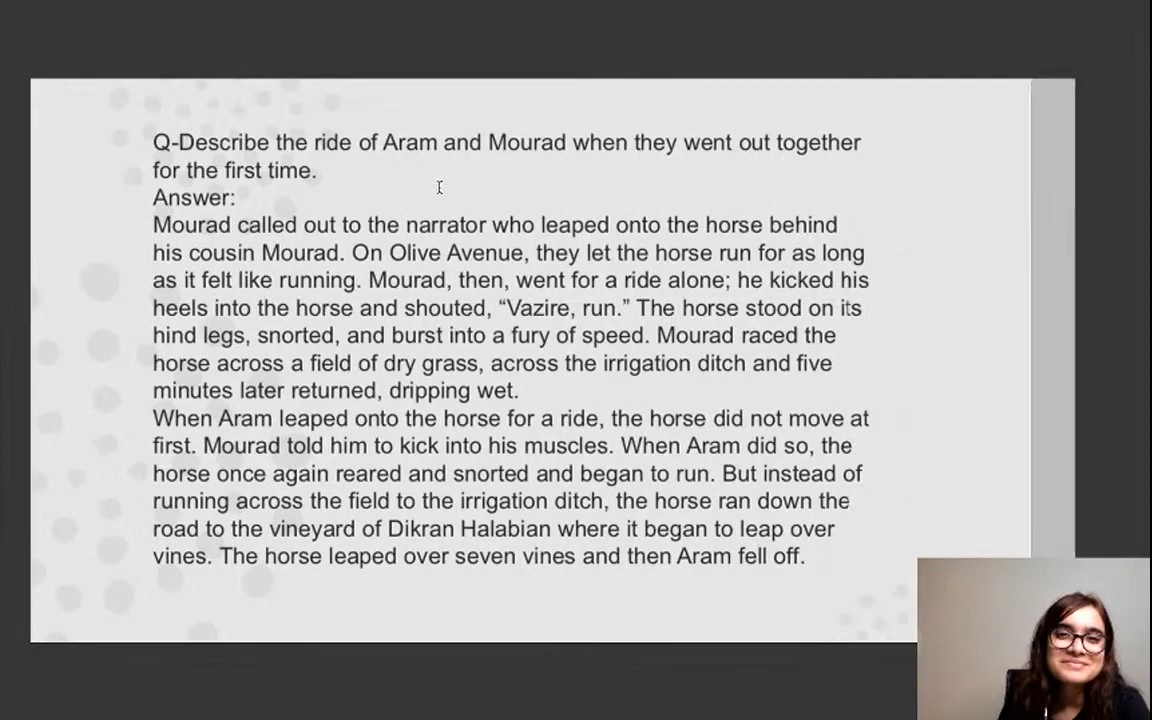 Q-Describe the ride of Aram and Mourad when they went out together
for the first time.
Answer:
Mourad called out to the narrator who leaped onto the horse behind
his cousin Mourad. On Olive Avenue, they let the horse run for as long
as it felt like running. Mourad, then, went for a ride alone; he kicked his
heels into the horse and shouted, “Vazire, run.” The horse stood on its
hind legs, snorted, and burst into a fury of speed. Mourad raced the
horse across a field of dry grass, across the irrigation ditch and five
minutes later returned, dripping wet.
When Aram leaped onto the horse for a ride, the horse did not move at
first. Mourad told him to kick into his muscles. When Aram did so, the
horse once again reared and snorted and began to run. But instead of
running across the field to the irrigation ditch, the horse ran down the
road to the vineyard of Dikran Halabian where it began to leap over
vines. The horse leaped over seven vines and then Aram fell off.